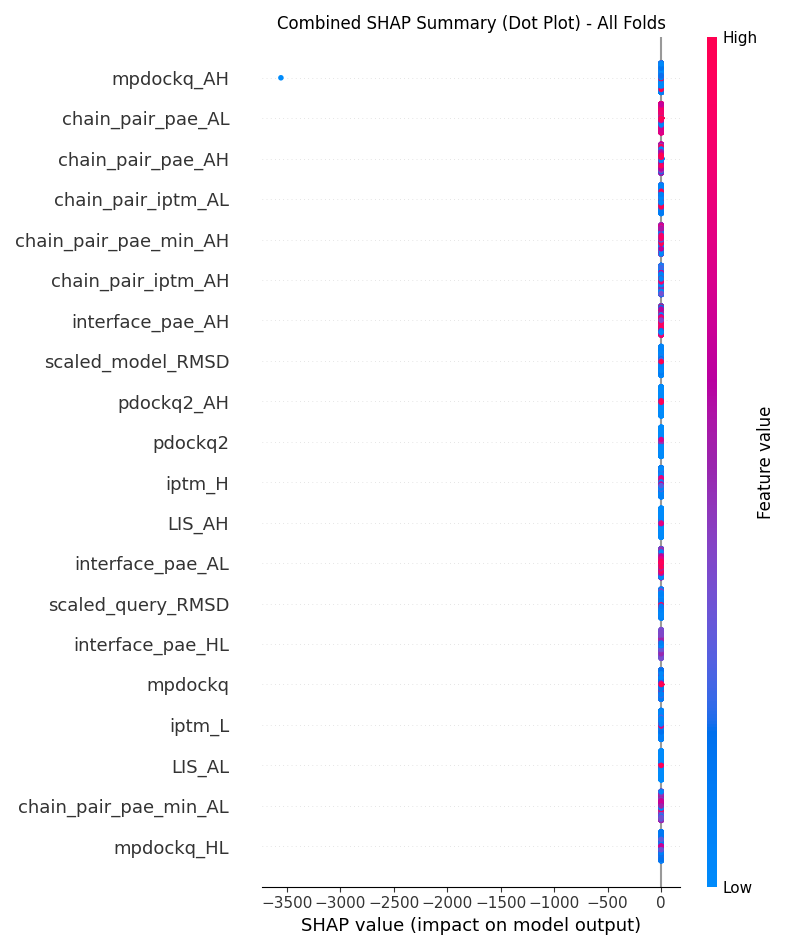 Combined SHAP Summary (Dot Plot) - All Folds
High
mpdockq_AH
chain_pair_pae_AL
chain_pair_pae_AH
chain_pair_iptm_AL
chain_pair_pae_min_AH
chain_pair_iptm_AH
interface_pae_AH
scaled_model_RMSD
pdockq2_AH
pdockq2
iptm_H
LIS_AH
interface_pae_AL
scaled_query_RMSD
interface_pae_HL
mpdockq
iptm_L
LIS_AL
chain_pair_pae_min_AL
mpdockq_HL
Feature value
Low
−3500 −3000 −2500 −2000 −1500 −1000 −500 0
SHAP value (impact on model output)